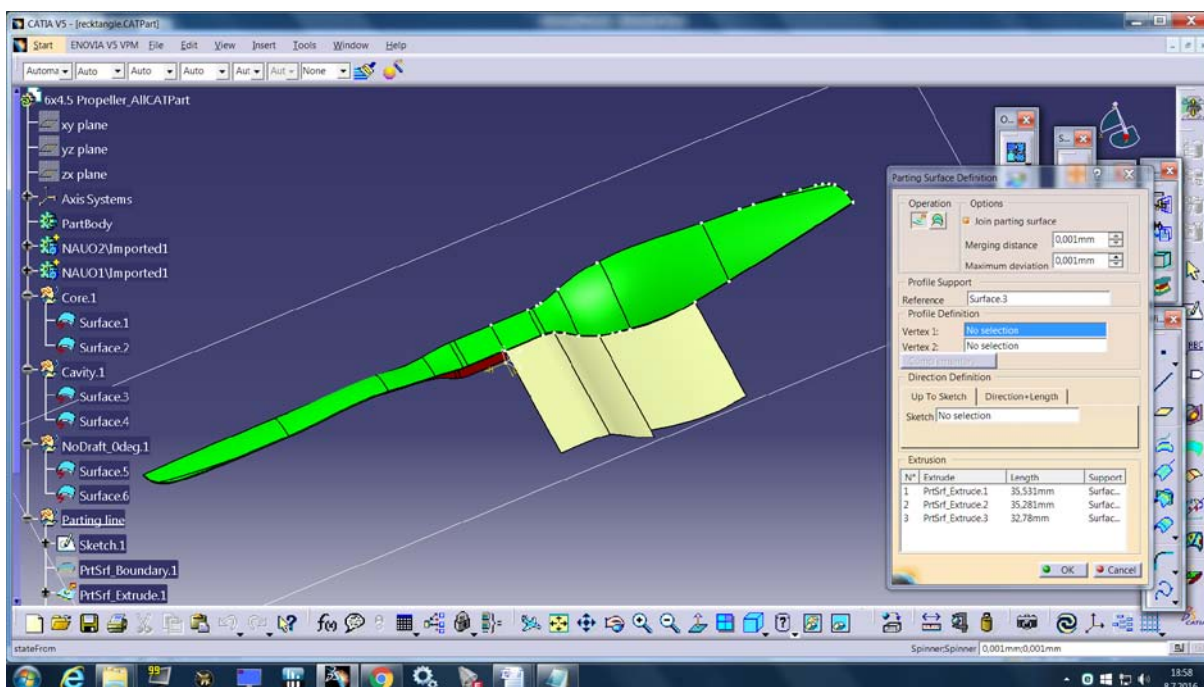 CATIA V5 - [recktangle.CATPart]
Start ENOVIA V5 VPM File Edit View Insert Tools Window Help
Automa Auto Auto Auto Aut Aut None
6x4.5 Propeller_AllCATPart
xy plane
yz plane
zx plane
Axis Systems
PartBody
NAUO2\Imported1
NAUO1\Imported1
Core.1
Surface.1
Surface.2
Cavity.1
Surface.3
Surface.4
NoDraft_0deg.1
Surface.5
Surface.6
Parting line
Sketch.1
PrtSrf_Boundary.1
PrtSrf_Extrude.1
O...
S...
Parting Surface Definition
Operation Options
Join parting surface
Merging distance 0,001mm
Maximum deviation 0,001mm
Profile Support
Reference Surface.3
Profile Definition
Vertex 1: No selection
Vertex 2: No selection
Direction Definition
Up To Sketch Direction+Length
Sketch No selection
Extrusion
N° Extrude Length Support
1 PrtSrf_Extrude.1 35,531mm Surfac...
2 PrtSrf_Extrude.2 35,281mm Surfac...
3 PrtSrf_Extrude.3 32,78mm Surfac...
OK Cancel
f(x)
stateFrom
Spinner:Spinner 0,001mm;0,001mm
99
18:58
8.7.2016